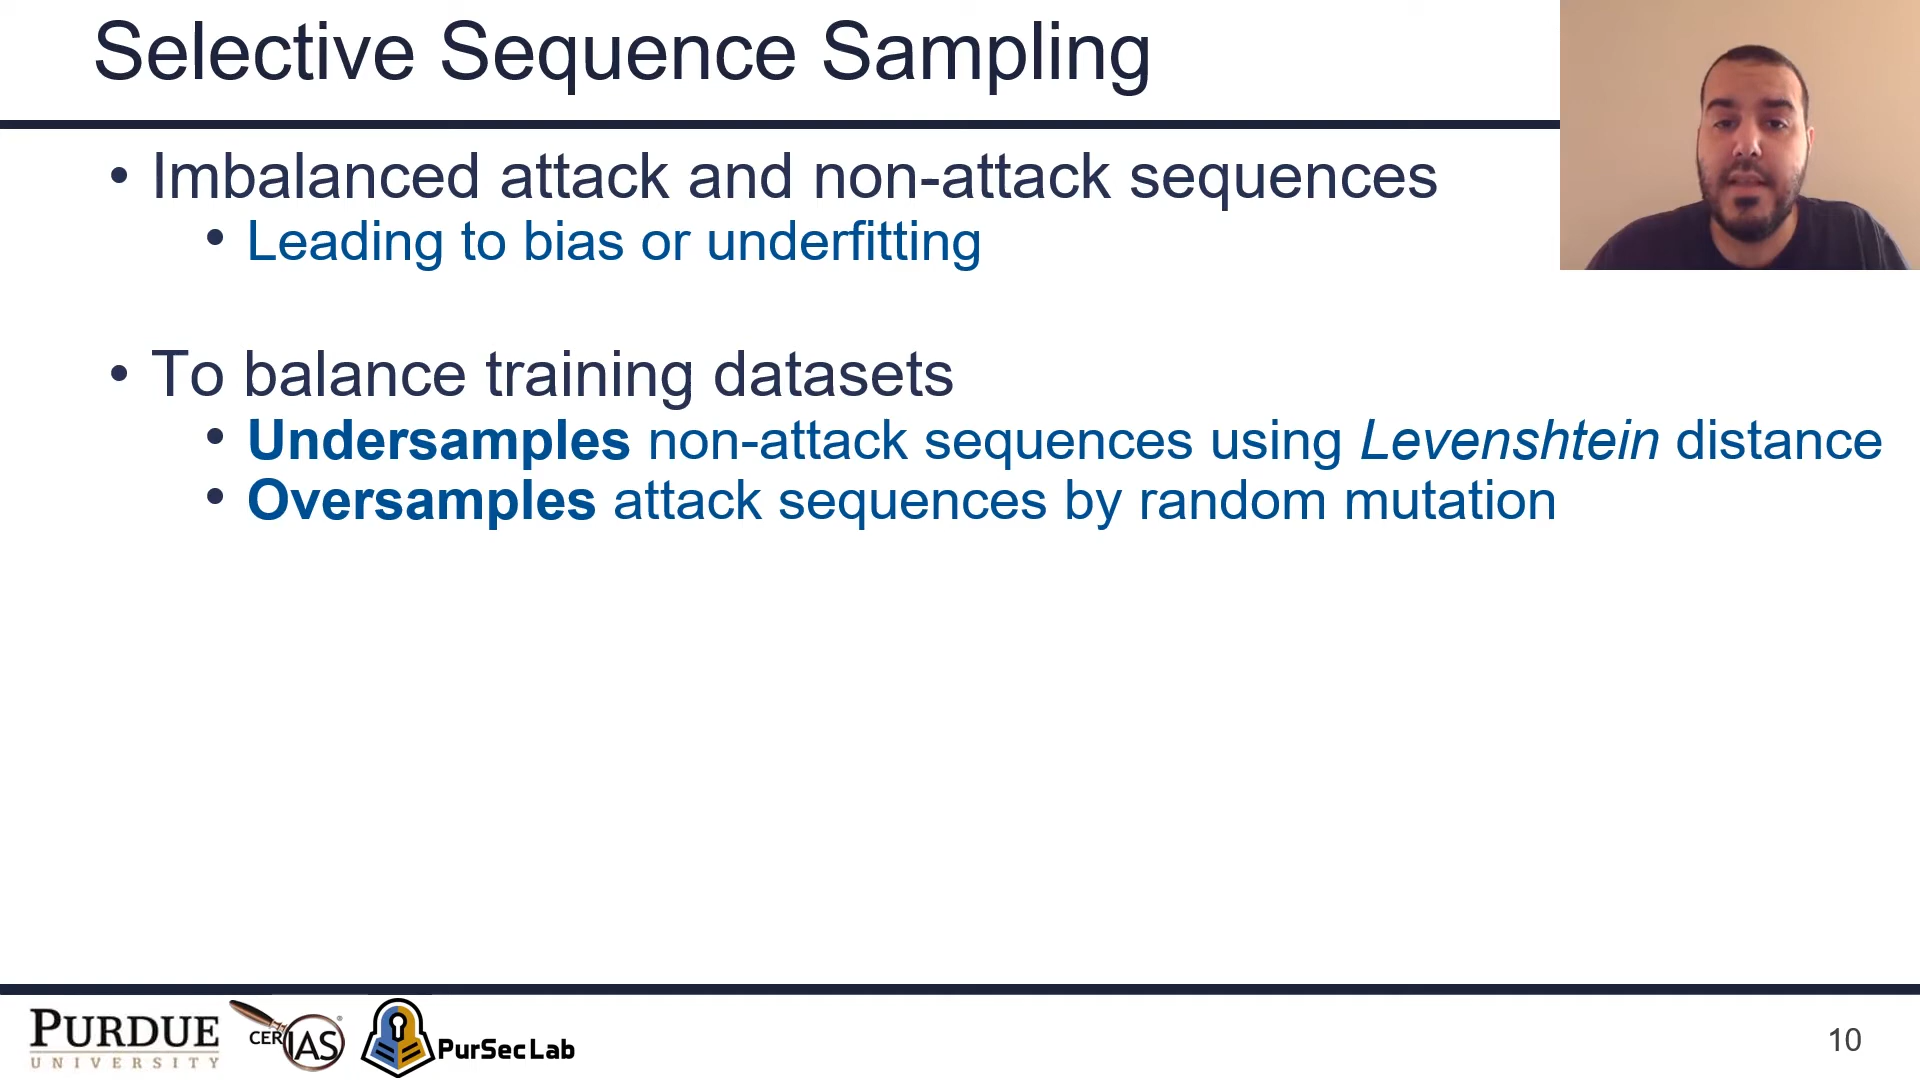 Selective Sequence Sampling
• Imbalanced attack and non-attack sequences
• Leading to bias or underfitting
• To balance training datasets
• Undersamples non-attack sequences using Levenshtein distance
• Oversamples attack sequences by random mutation
PURDUE
UNIVERSITY
CERIAS®
PurSecLab
10